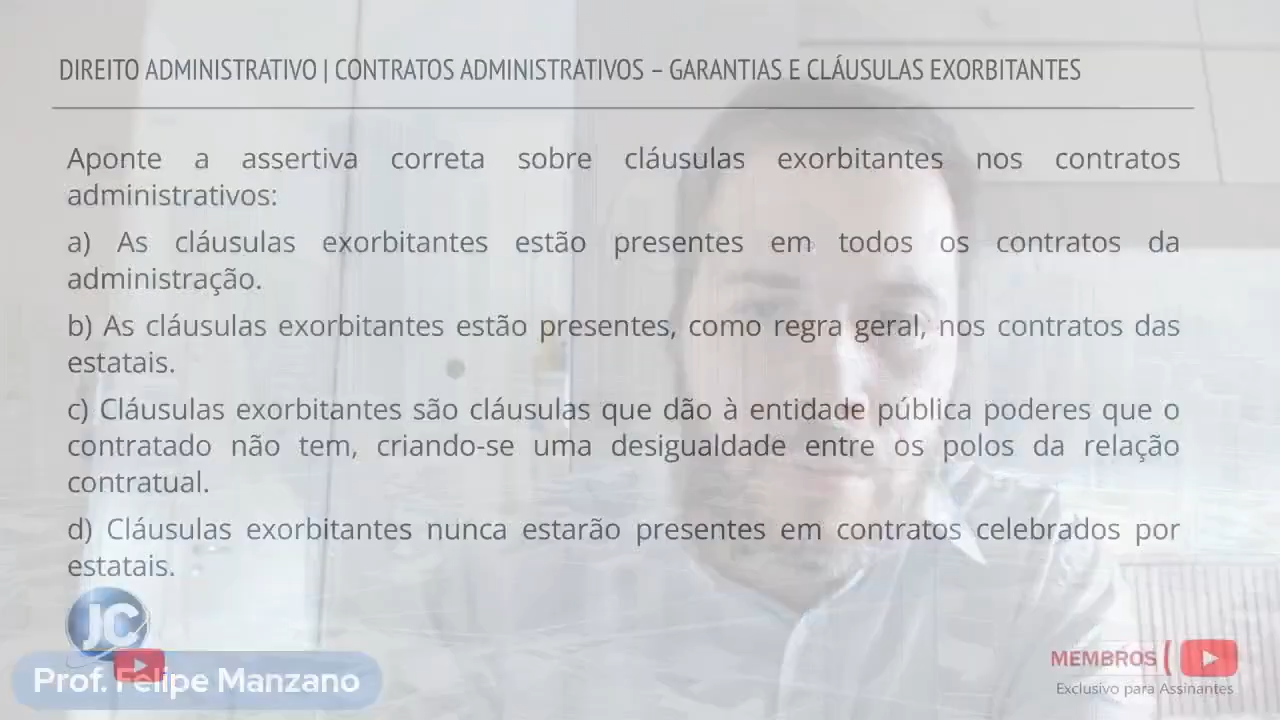 DIREITO ADMINISTRATIVO | CONTRATOS ADMINISTRATIVOS – GARANTIAS E CLÁUSULAS EXORBITANTES
Aponte a assertiva correta sobre cláusulas exorbitantes nos contratos
administrativos:
a) As cláusulas exorbitantes estão presentes em todos os contratos da
administração.
b) As cláusulas exorbitantes estão presentes, como regra geral, nos contratos das
estatais.
c) Cláusulas exorbitantes são cláusulas que dão à entidade pública poderes que o
contratado não tem, criando-se uma desigualdade entre os polos da relação
contratual.
d) Cláusulas exorbitantes nunca estarão presentes em contratos celebrados por
estatais.
JC
Prof. Felipe Manzano
MEMBROS
Exclusivo para Assinantes